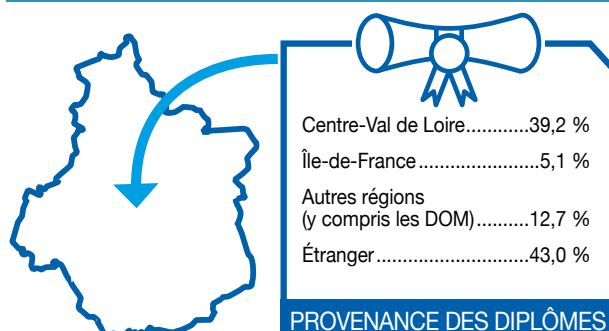 Centre-Val de Loire...........39,2 %
Île-de-France....................5,1 %
Autres régions
(y compris les DOM)..........12,7 %
Étranger.............................43,0 %
PROVENANCE DES DIPLÔMES